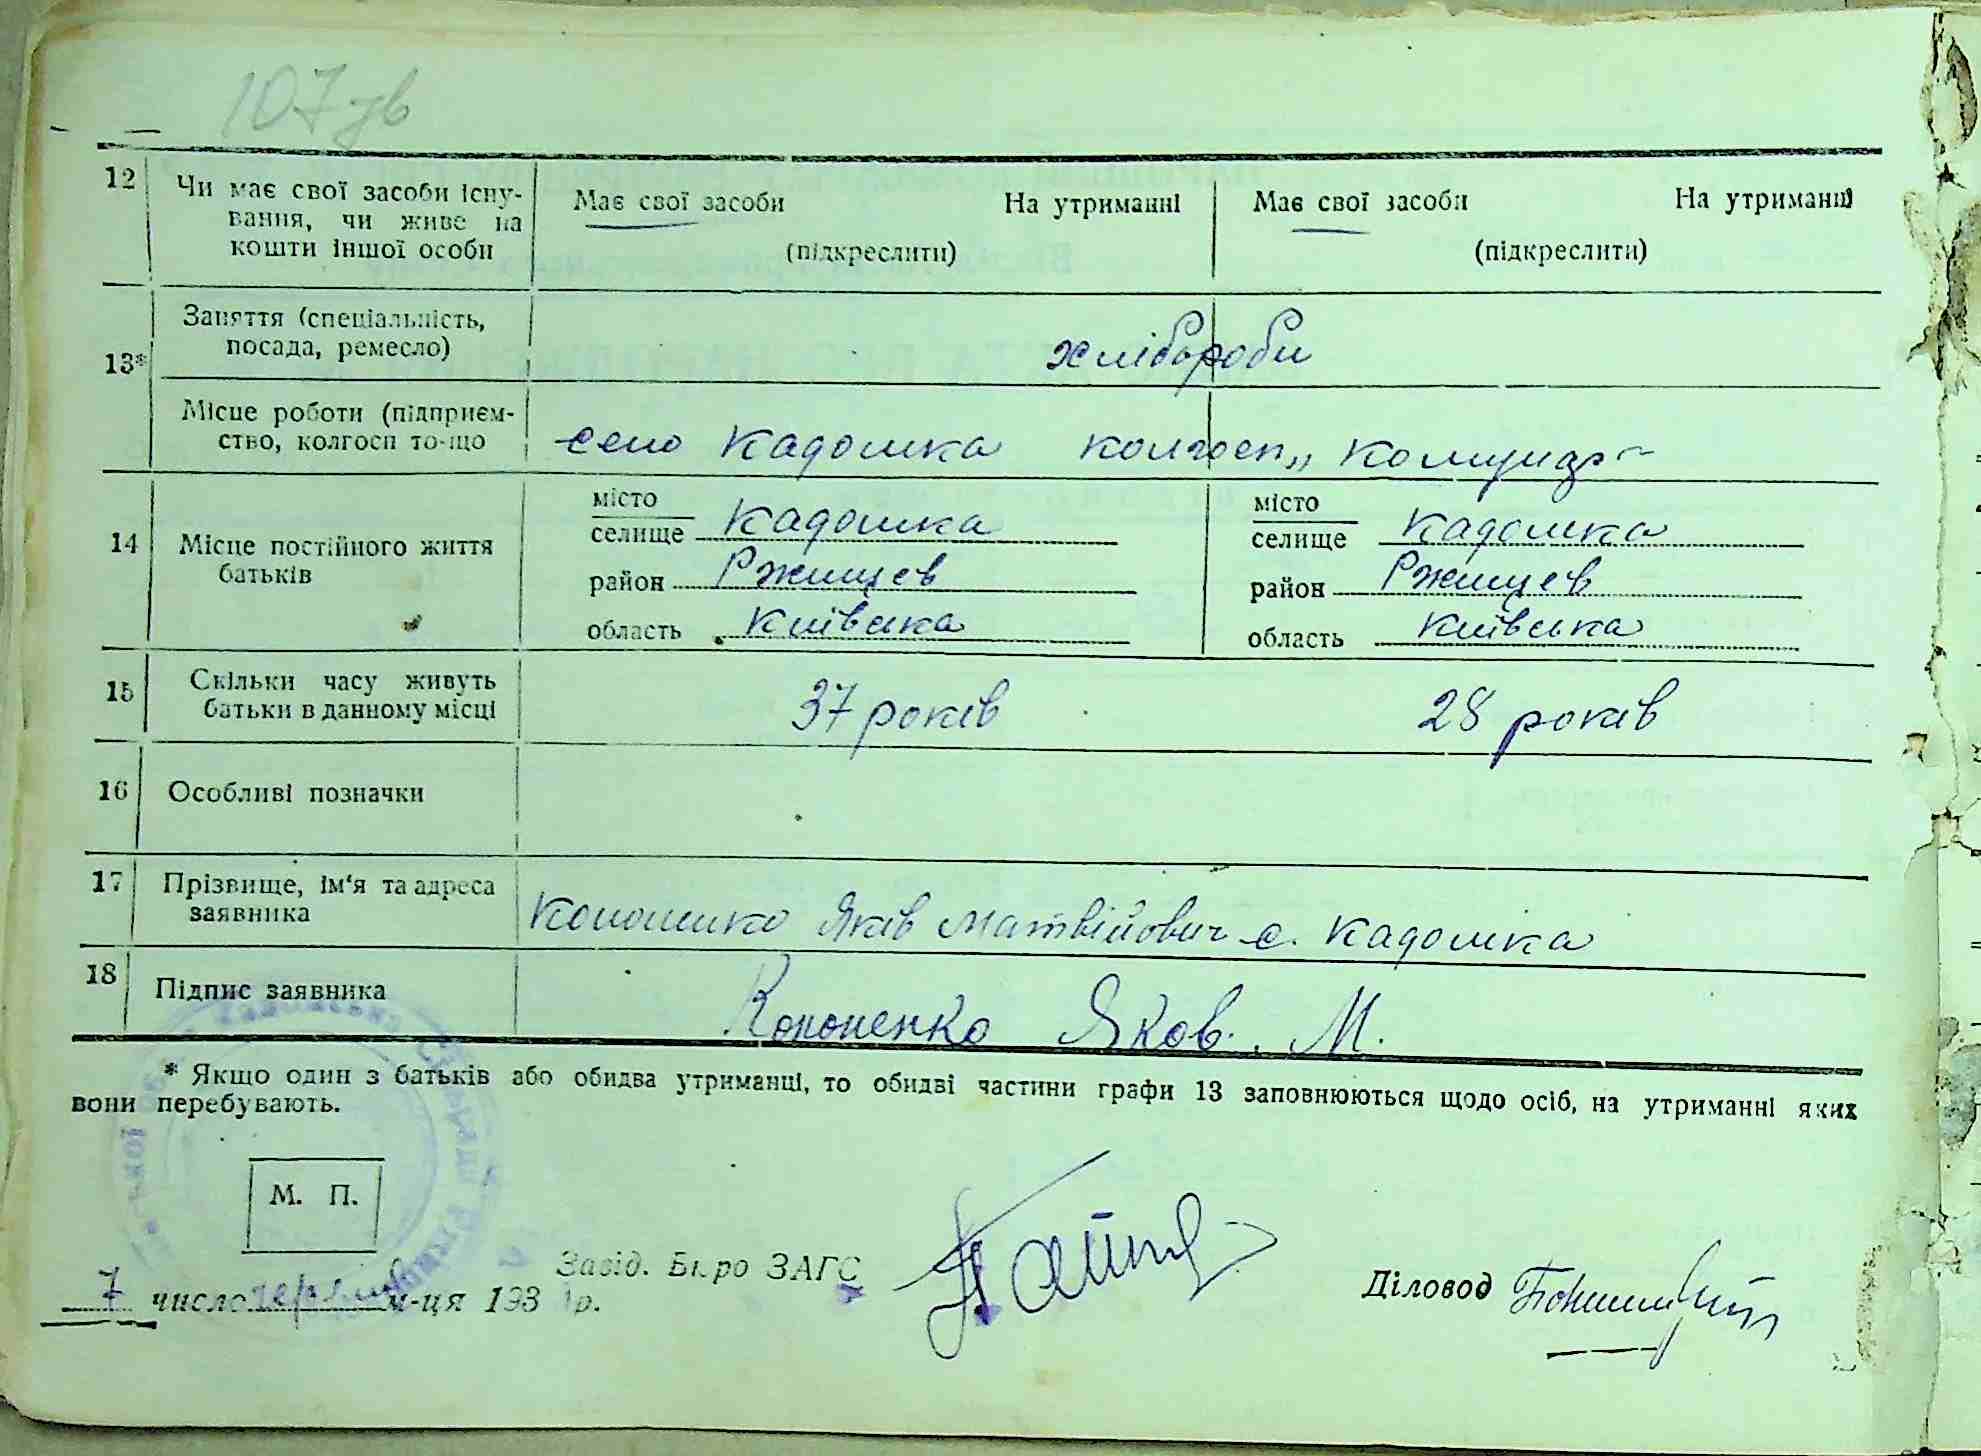 107 зв
12 Чи має свої засоби існу-
вання, чи живе на
кошти іншої особи
Має свої засоби На утриманні
(підкреслити)
Має свої засоби На утриманні
(підкреслити)
13* Заняття (спеціальність,
посада, ремесло)
хлібороби
Місце роботи (підприєм-
ство, колгосп то-що
село Кадомка колгосп „
14 Місце постійного життя
батьків
місто
селище Кадомка
район Ржищев
область Київська
місто
селище Кадомка
район Ржищев
область Київська
15 Скільки часу живуть
батьки в данному місці
37 років 28 років
16 Особливі позначки
17 Прізвище, ім'я та адреса
заявника
Кононенко Яків Матвійович с. Кадомка
18 Підпис заявника
Кононенко Яков. М.
* Якщо один з батьків або обидва утриманці, то обидві частини графи 13 заповнюються щодо осіб, на утриманні яких
вони перебувають.
М. П.
7 число червня м-ця 193 р.
Завід. Бюро ЗАГС
Діловод